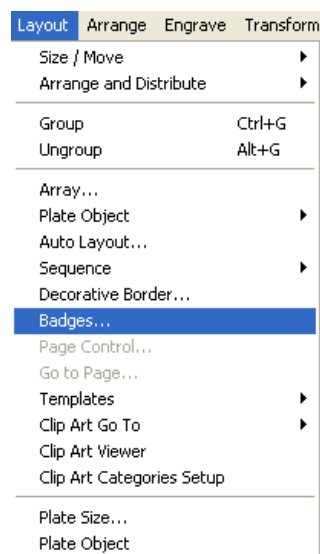 Layout Arrange Engrave Transform
Size / Move
Arrange and Distribute
Group Ctrl+G
Ungroup Alt+G
Array...
Plate Object
Auto Layout...
Sequence
Decorative Border...
Badges...
Page Control...
Go to Page...
Templates
Clip Art Go To
Clip Art Viewer
Clip Art Categories Setup
Plate Size...
Plate Object